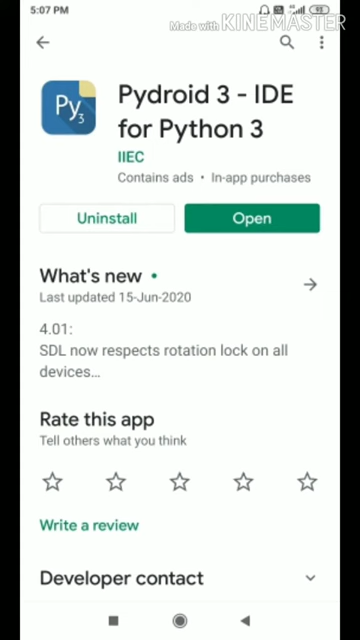 5:07 PM
Made with KINEMASTER
Py3
Pydroid 3 - IDE
for Python 3
IIEC
Contains ads • In-app purchases
Uninstall
Open
What's new •
Last updated 15-Jun-2020
4.01:
SDL now respects rotation lock on all
devices...
Rate this app
Tell others what you think
Write a review
Developer contact